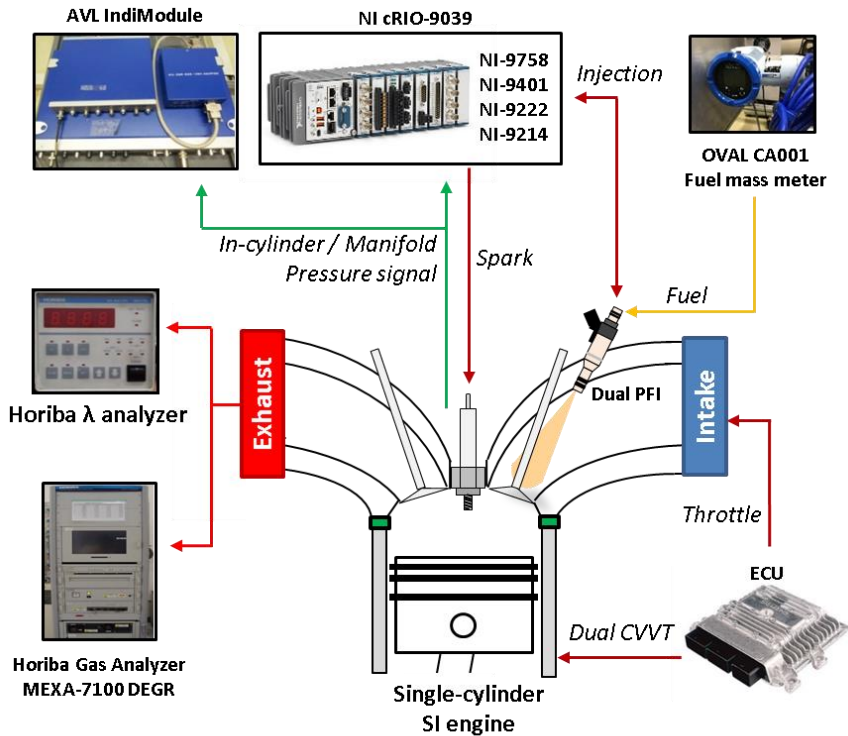 AVL IndiModule
NI cRIO-9039
NI-9758
NI-9401
NI-9222
NI-9214
Injection
OVAL CA001
Fuel mass meter
In-cylinder / Manifold
Pressure signal
Spark
Fuel
Horiba λ analyzer
Exhaust
Dual PFI
Intake
Throttle
ECU
Dual CVVT
Horiba Gas Analyzer
MEXA-7100 DEGR
Single-cylinder
SI engine